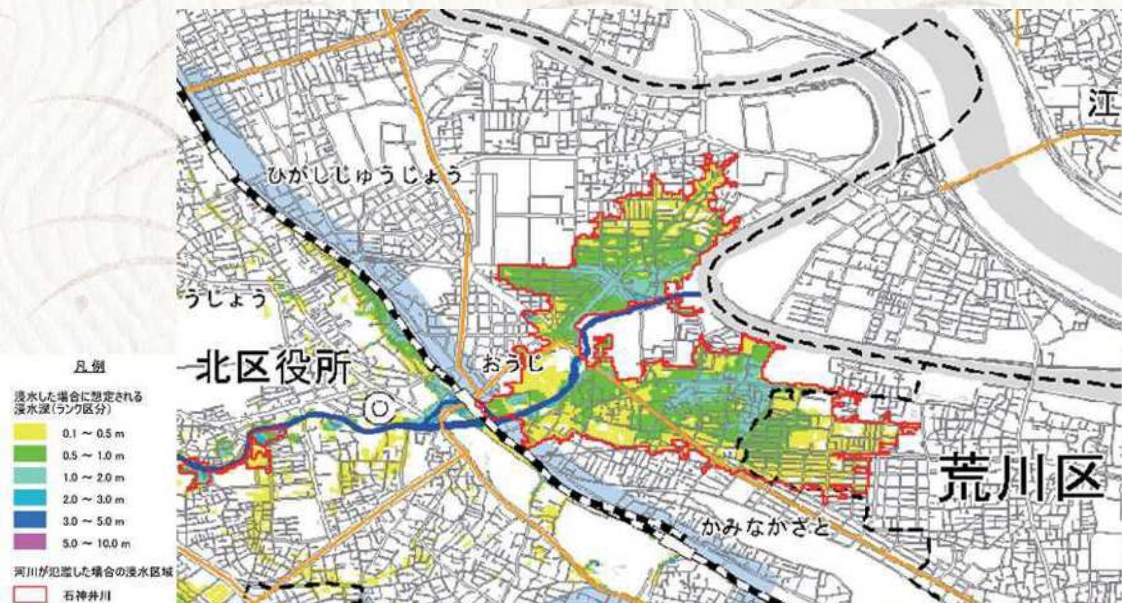 江
ひがしじゅうじょう
うじょう
北区役所
おうじ
荒川区
かみなかざと
凡例
浸水した場合に想定される
浸水深(ランク区分)
0.1 ～ 0.5 m
0.5 ～ 1.0 m
1.0 ～ 2.0 m
2.0 ～ 3.0 m
3.0 ～ 5.0 m
5.0 ～ 10.0 m
河川が氾濫した場合の浸水区域
石神井川